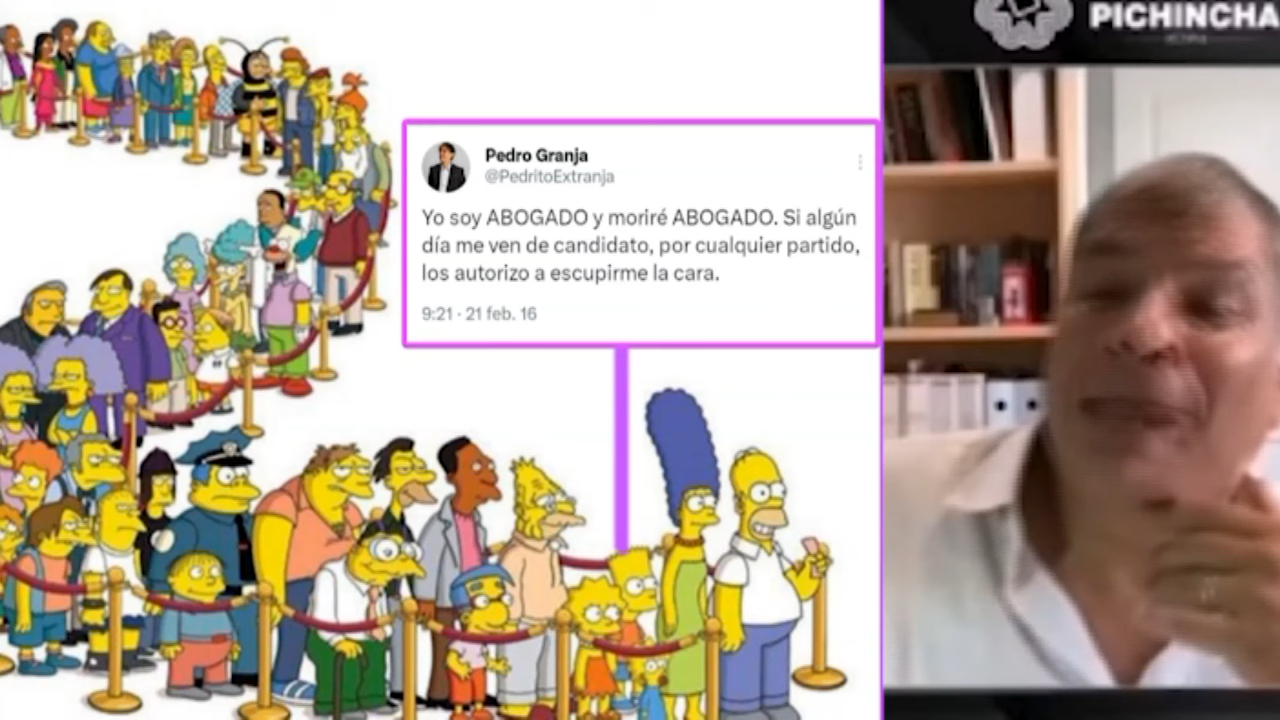 PICHINCHA
Pedro Granja
@PedritoExtranja
Yo soy ABOGADO y moriré ABOGADO. Si algún
día me ven de candidato, por cualquier partido,
los autorizo a escupirme la cara.
9:21 · 21 feb. 16